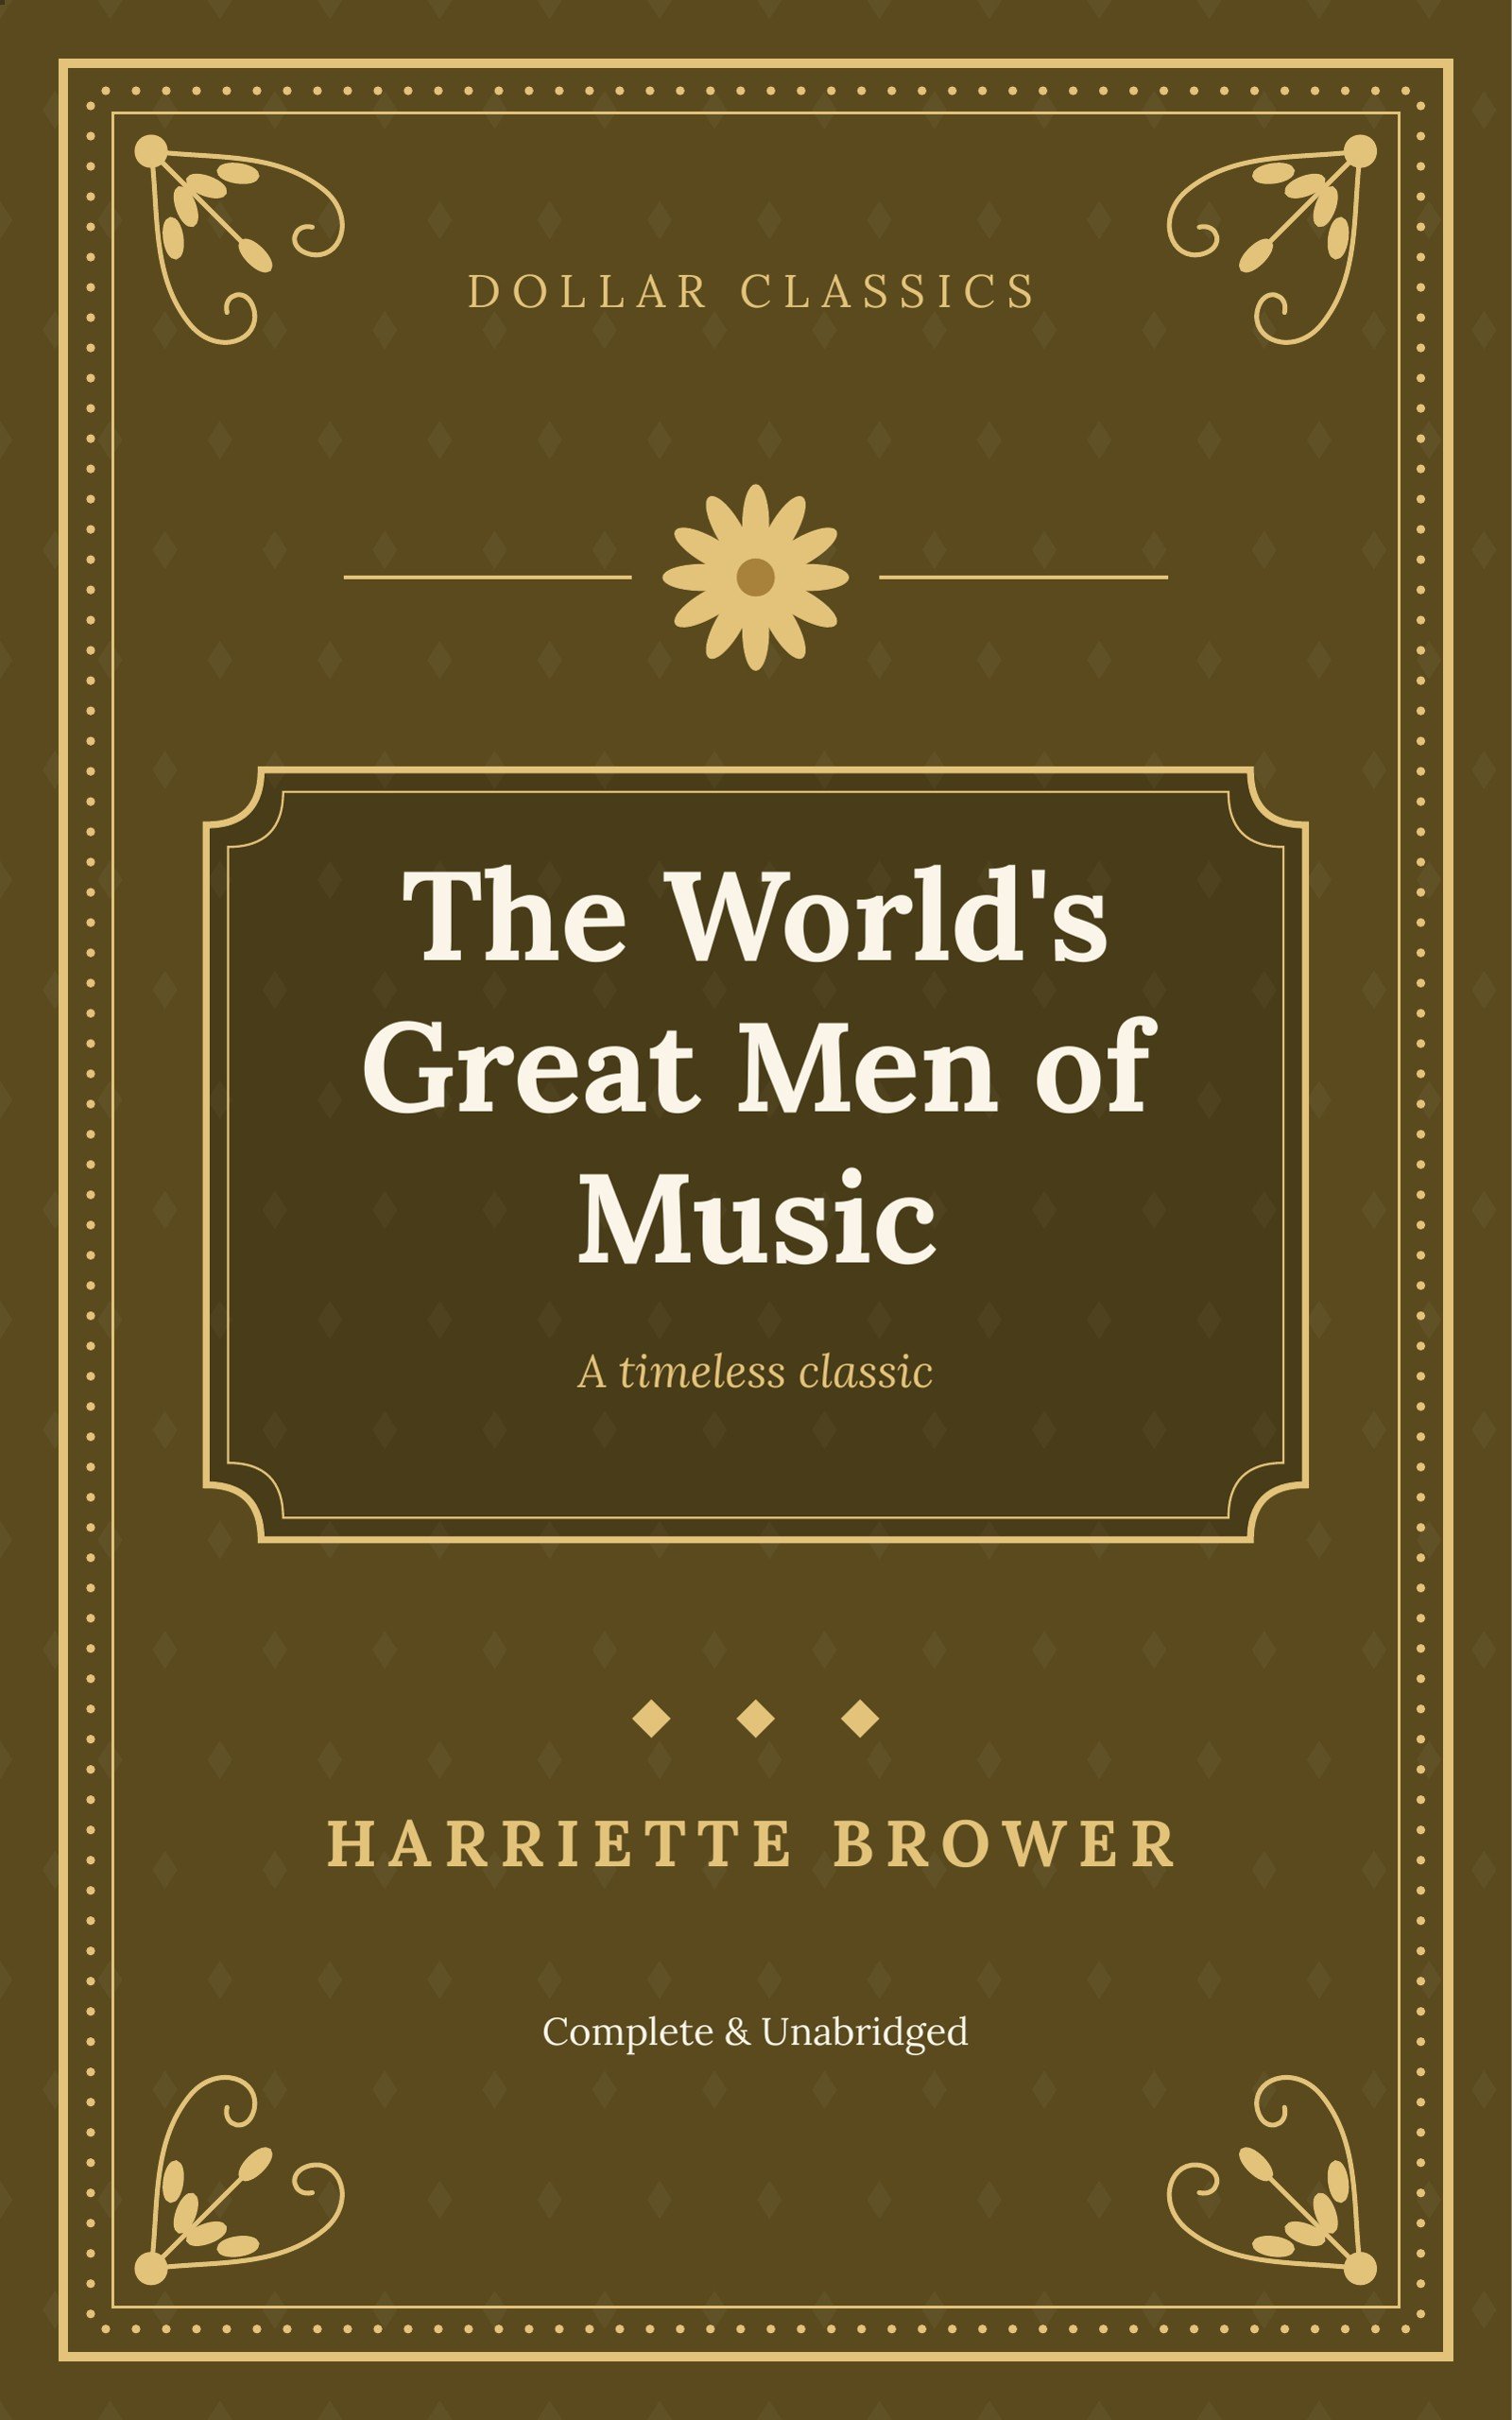 DOLLAR CLASSICS
The World's
Great Men of
Music
A timeless classic
HARRIETTE BROWER
Complete & Unabridged